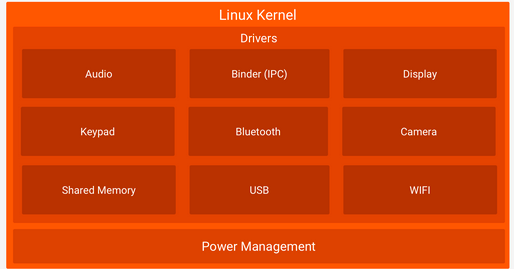 Linux Kernel
Drivers
Audio
Binder (IPC)
Display
Keypad
Bluetooth
Camera
Shared Memory
USB
WIFI
Power Management